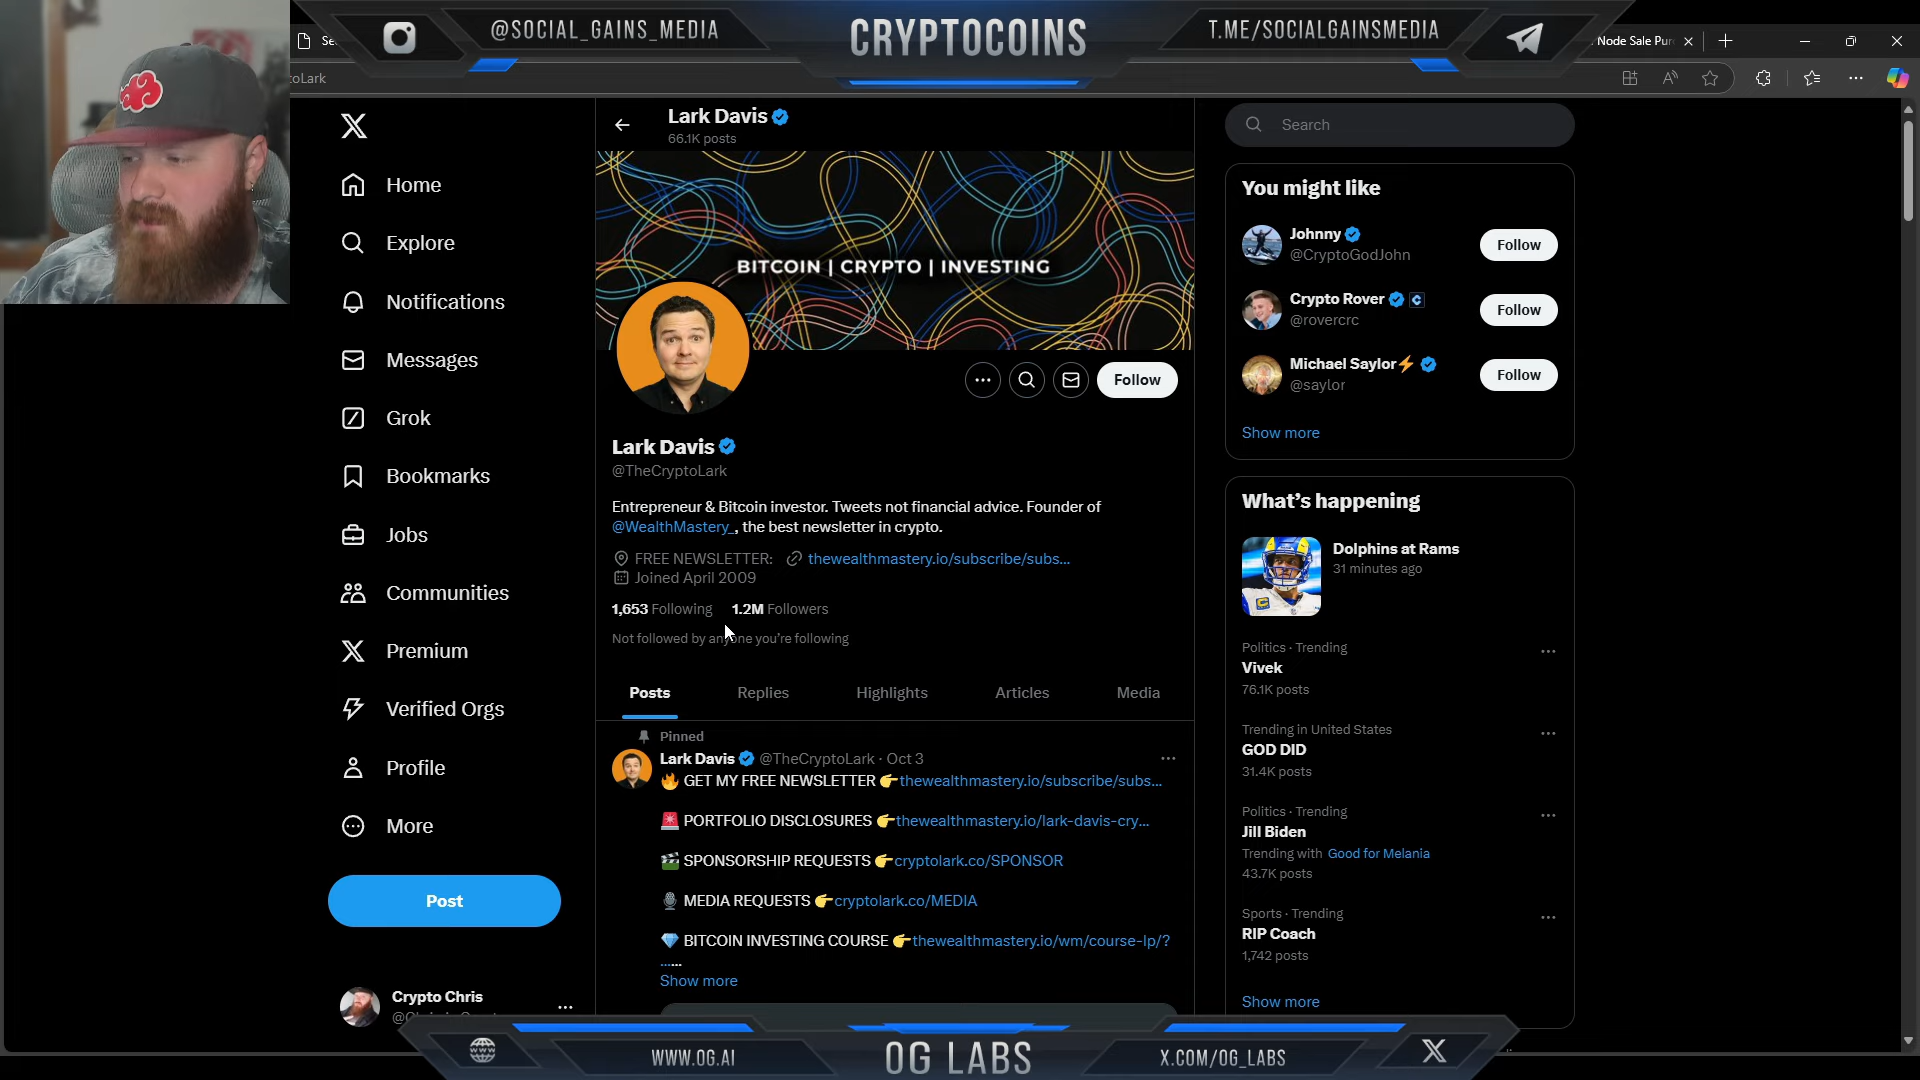 @SOCIAL_GAINS_MEDIA
CRYPTOCOINS
T.ME/SOCIALGAINSMEDIA
Node Sale Pur
toLark
Home
Explore
Notifications
Messages
Grok
Bookmarks
Jobs
Communities
Premium
Verified Orgs
Profile
More
Post
Crypto Chris
Lark Davis
66.1K posts
BITCOIN | CRYPTO | INVESTING
Follow
Lark Davis
@TheCryptoLark
Entrepreneur & Bitcoin investor. Tweets not financial advice. Founder of
@WealthMastery_, the best newsletter in crypto.
FREE NEWSLETTER: thewealthmastery.io/subscribe/subs...
Joined April 2009
1,653 Following 1.2M Followers
Not followed by anyone you're following
Posts Replies Highlights Articles Media
Pinned
Lark Davis @TheCryptoLark · Oct 3
🔥 GET MY FREE NEWSLETTER 👉thewealthmastery.io/subscribe/subs...
🚨 PORTFOLIO DISCLOSURES 👉thewealthmastery.io/lark-davis-cry...
🎬 SPONSORSHIP REQUESTS 👉cryptolark.co/SPONSOR
🎙️ MEDIA REQUESTS 👉cryptolark.co/MEDIA
💎 BITCOIN INVESTING COURSE 👉thewealthmastery.io/wm/course-lp/?
......
Show more
Search
You might like
Johnny
@CryptoGodJohn
Follow
Crypto Rover
@rovercrc
Follow
Michael Saylor⚡
@saylor
Follow
Show more
What's happening
Dolphins at Rams
31 minutes ago
Politics · Trending
Vivek
76.1K posts
Trending in United States
GOD DID
31.4K posts
Politics · Trending
Jill Biden
Trending with Good for Melania
43.7K posts
Sports · Trending
RIP Coach
1,742 posts
Show more
WWW.OG.AI
OG LABS
X.COM/OG_LABS